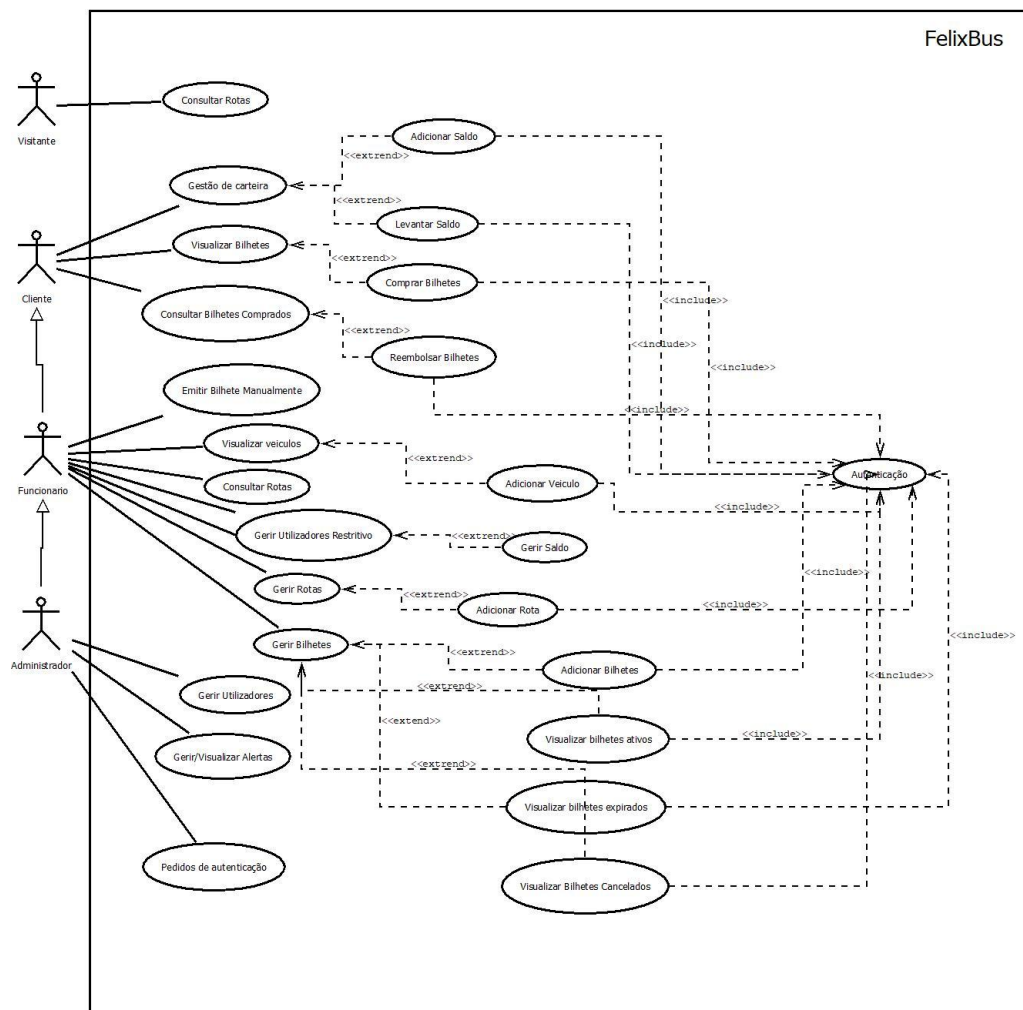 FelixBus
Consultar Rotas
Visitante
Adicionar Saldo
<<extrend>>
Gestão de carteira
<<extrend>>
Levantar Saldo
Visualizar Bilhetes
<<extrend>>
Comprar Bilhetes
Cliente
<<include>>
Consultar Bilhetes Comprados
<<extrend>>
<<include>>
Reembolsar Bilhetes
<<include>>
Emitir Bilhete Manualmente
<<include>>
Visualizar veiculos
<<extrend>>
Autenticação
Adicionar Veiculo
Consultar Rotas
Funcionario
<<include>>
Gerir Utilizadores Restritivo
<<extrend>>
Gerir Saldo
<<include>>
Gerir Rotas
<<extrend>>
Adicionar Rota
<<include>>
<<include>>
Administrador
Gerir Bilhetes
<<extrend>>
Adicionar Bilhetes
<<include>>
<<extrend>>
Gerir Utilizadores
<<extend>>
Visualizar bilhetes ativos
<<include>>
Gerir/Visualizar Alertas
<<extrend>>
Visualizar bilhetes expirados
Pedidos de autenticação
Visualizar Bilhetes Cancelados